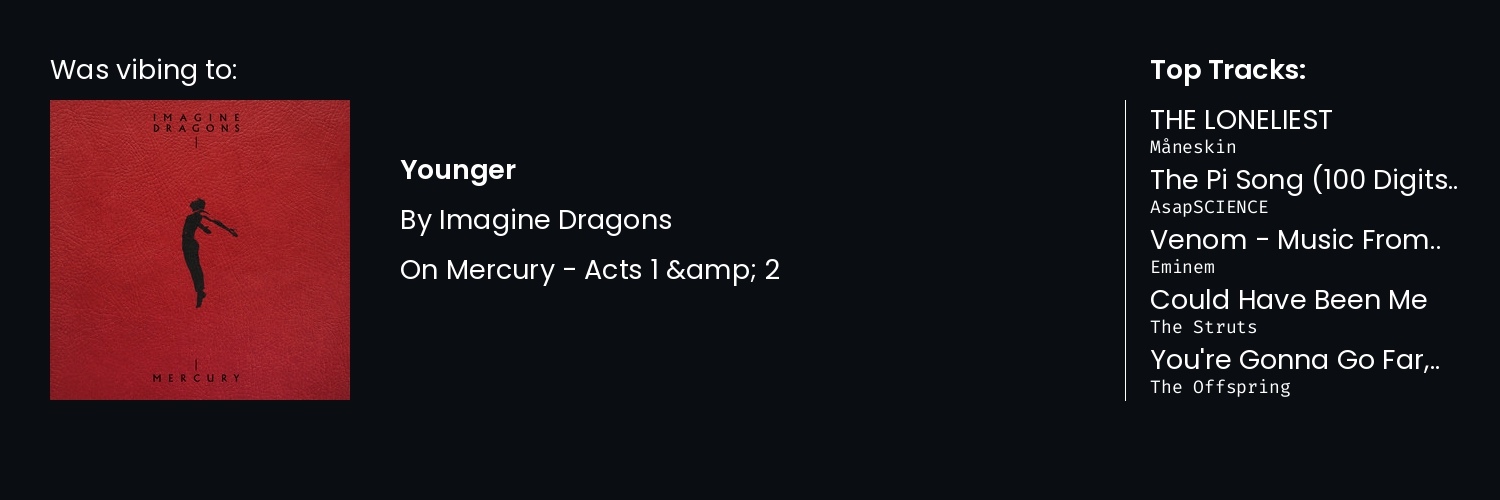 Was vibing to:
IMAGINE
DRAGONS
MERCURY
Younger
By Imagine Dragons
On Mercury - Acts 1 &amp; 2
Top Tracks:
THE LONELIEST
Måneskin
The Pi Song (100 Digits..
AsapSCIENCE
Venom - Music From..
Eminem
Could Have Been Me
The Struts
You're Gonna Go Far,..
The Offspring